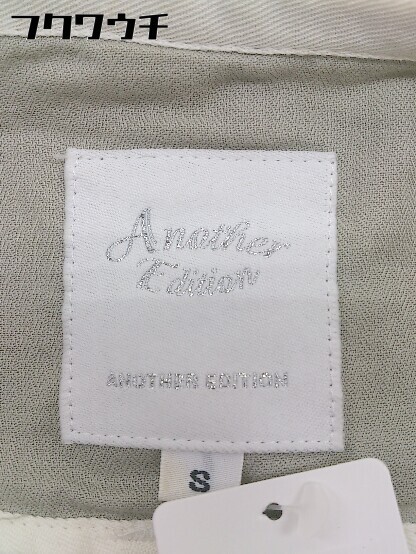 フクワウチ
Another
Edition
ANOTHER EDITION
S